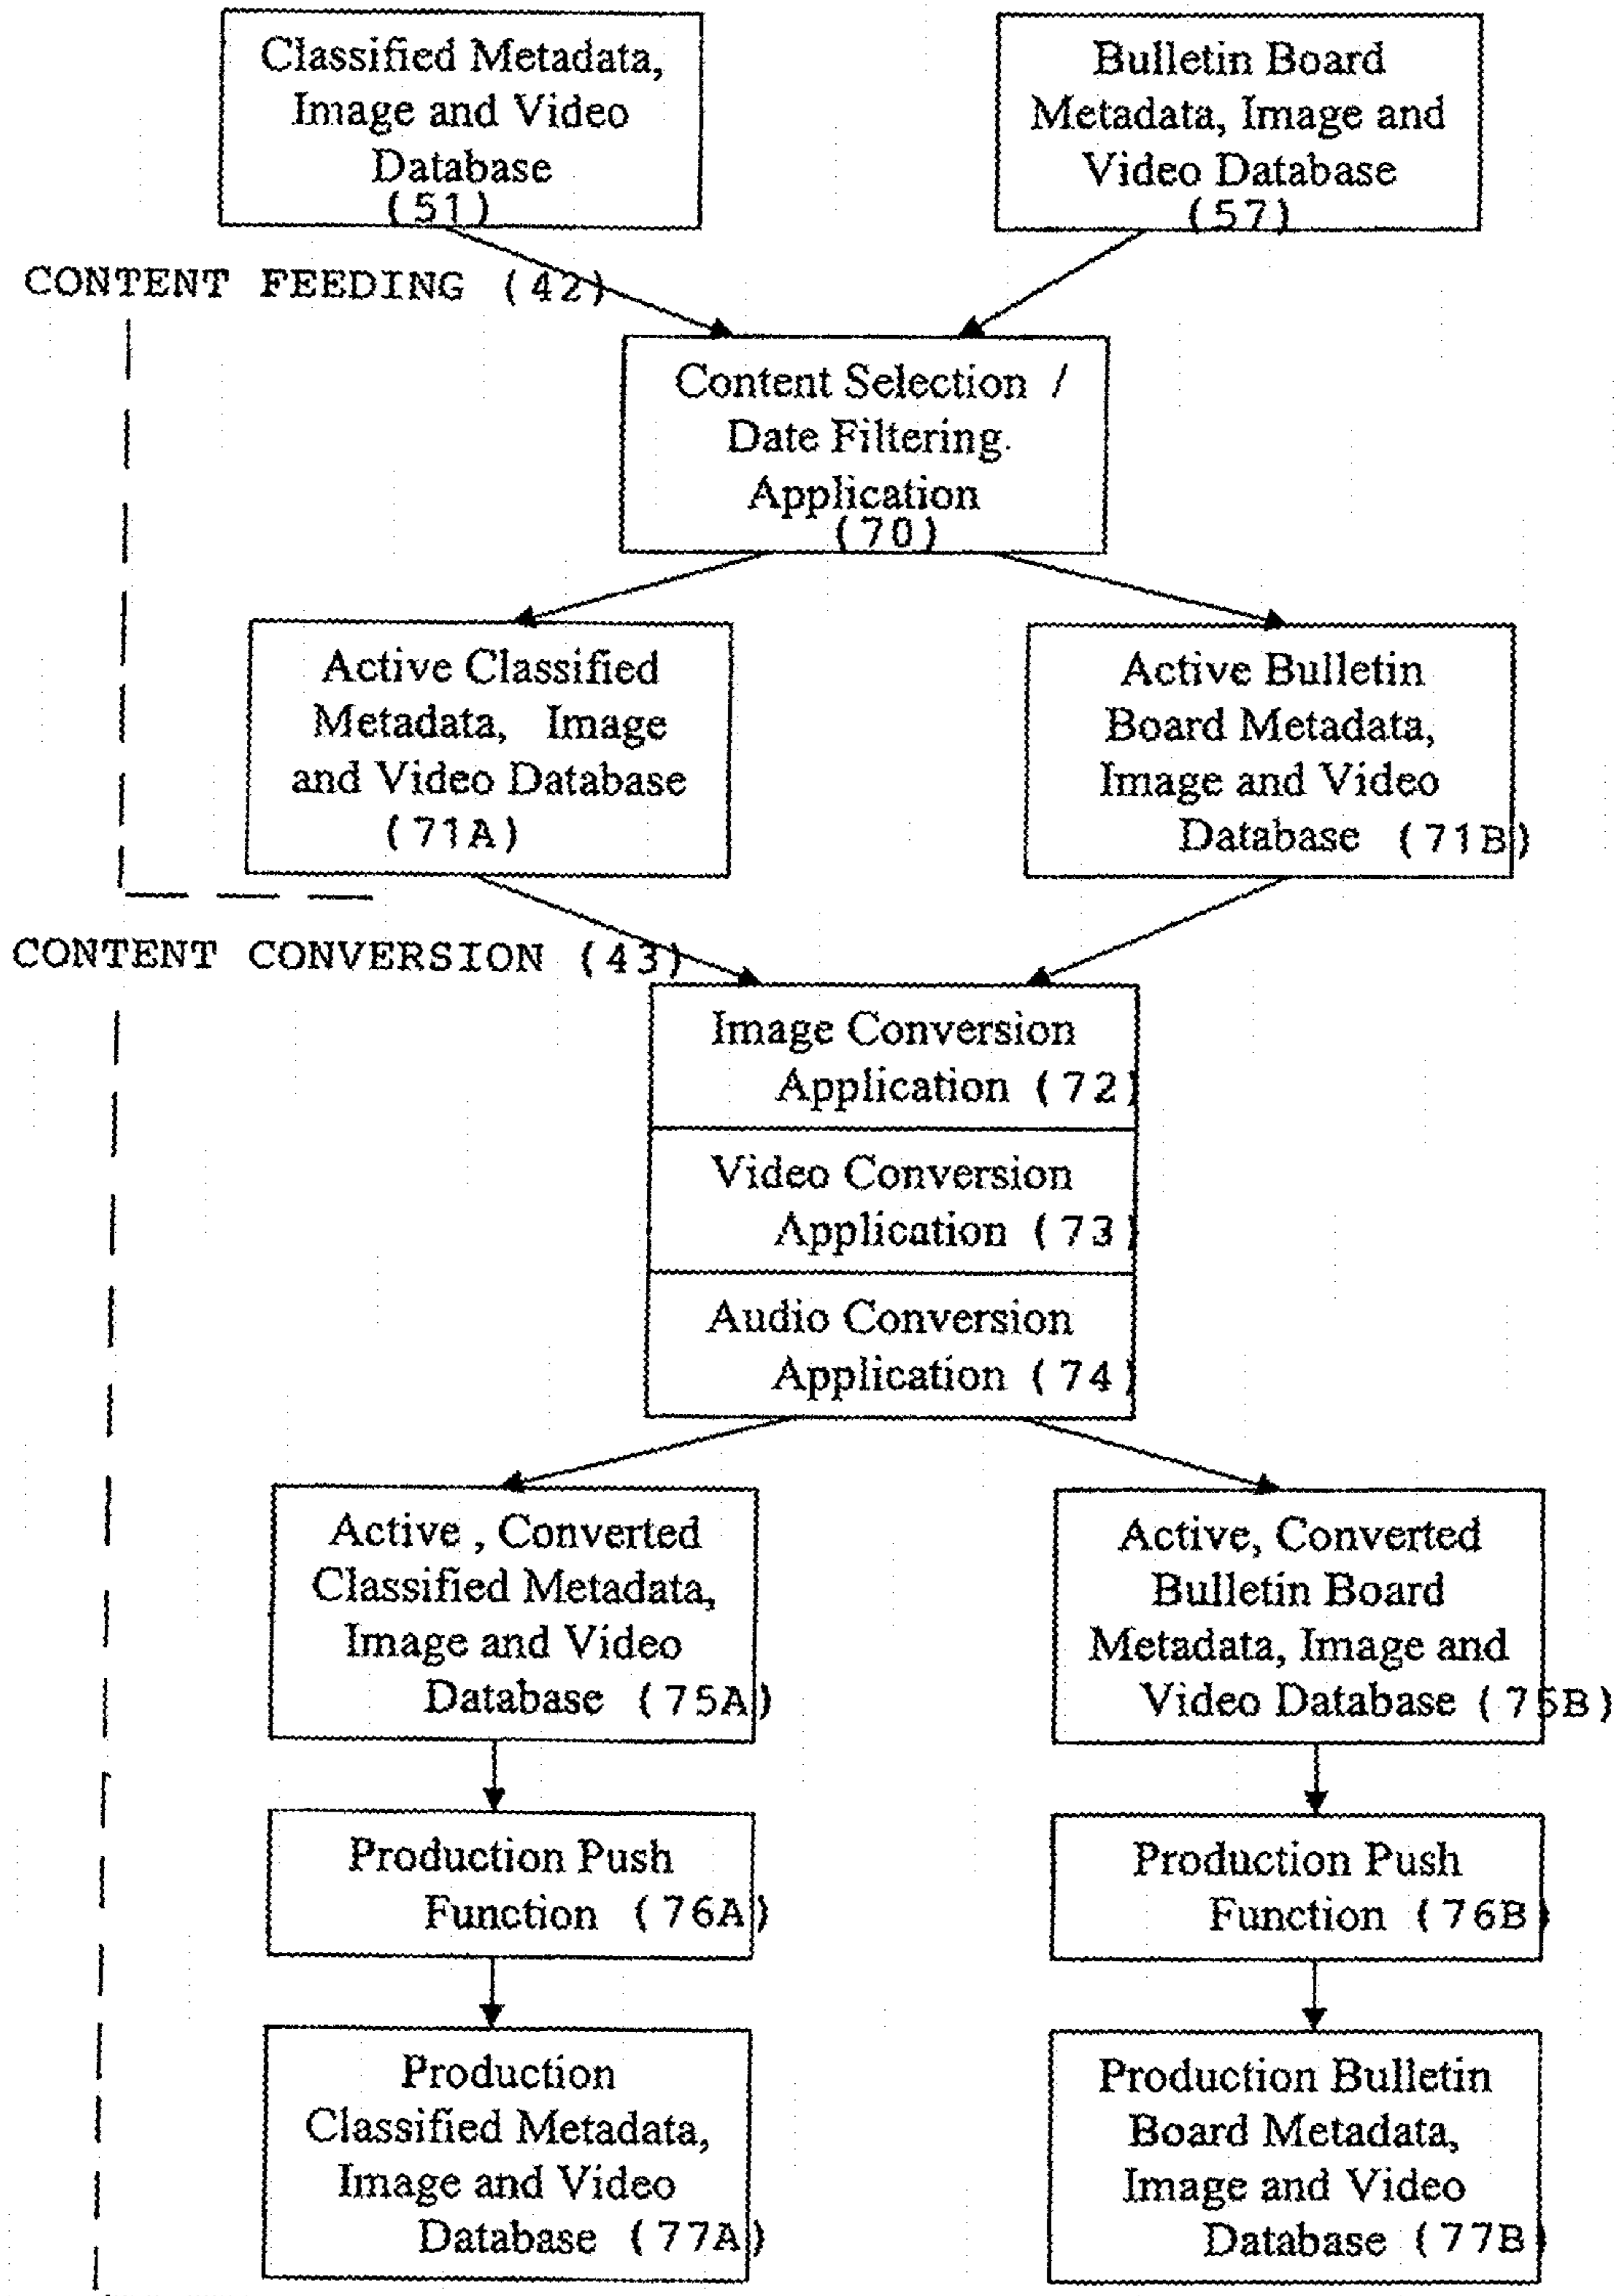 Classified Metadata,
Image and Video
Database
(51)
Bulletin Board
Metadata, Image and
Video Database
(57)
CONTENT FEEDING (42)
Content Selection /
Date Filtering
Application
(70)
Active Classified
Metadata, Image
and Video Database
(71A)
Active Bulletin
Board Metadata,
Image and Video
Database (71B)
CONTENT CONVERSION (43)
Image Conversion
Application (72)
Video Conversion
Application (73)
Audio Conversion
Application (74)
Active , Converted
Classified Metadata,
Image and Video
Database (75A)
Active, Converted
Bulletin Board
Metadata, Image and
Video Database (75B)
Production Push
Function (76A)
Production Push
Function (76B)
Production
Classified Metadata,
Image and Video
Database (77A)
Production Bulletin
Board Metadata,
Image and Video
Database (77B)